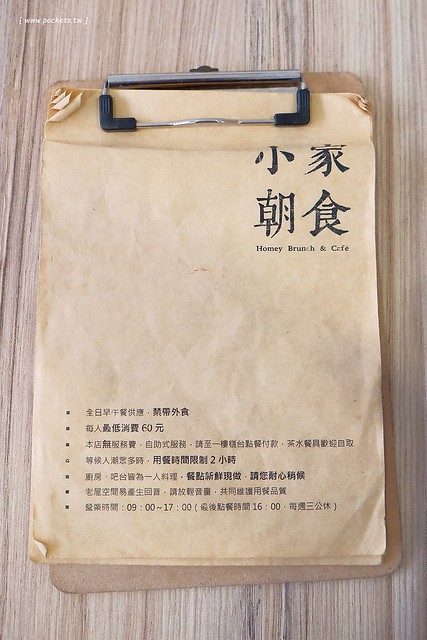 [ www.pockets.tw ]
小家
朝食
Homey Brunch & Café
全日早午餐供應，禁帶外食
每人最低消費 60 元
本店無服務費，自助式服務，請至一樓櫃台點餐付款，茶水餐具歡迎自取
等候人潮眾多時，用餐時間限制 2 小時
廚房、吧台皆為一人料理，餐點新鮮現做，請您耐心稍候
老屋空間易產生回音，請放輕音量，共同維護用餐品質
營業時間：09：00~17：00（最後點餐時間 16：00，每週三公休）